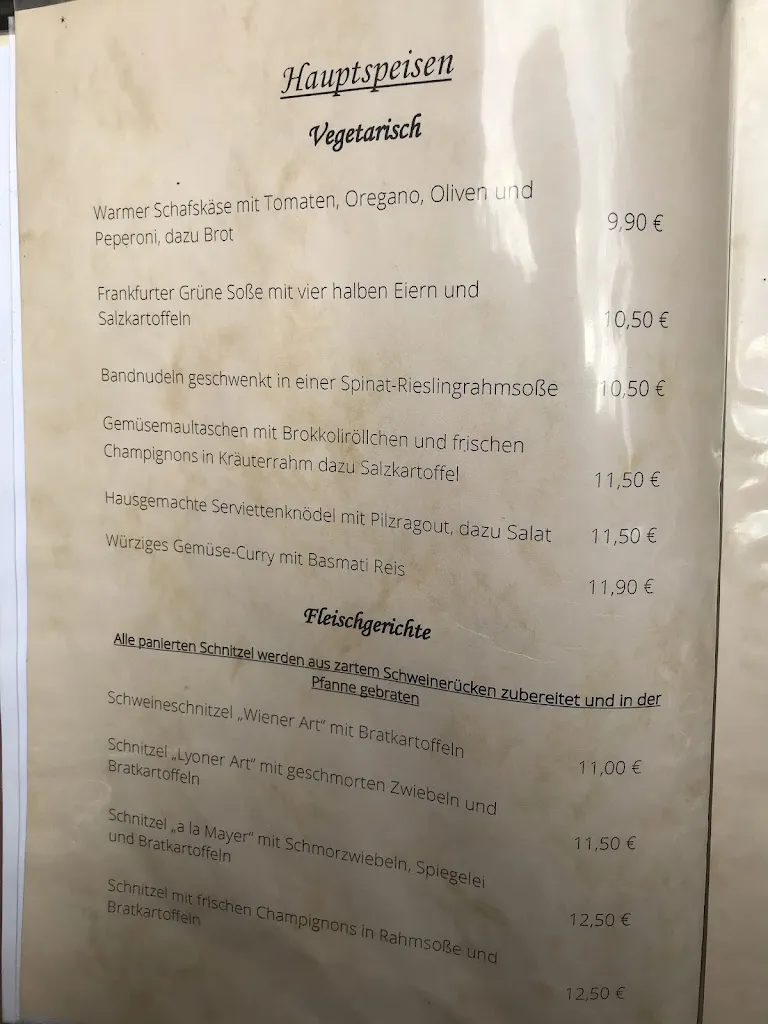 Hauptspeisen
Vegetarisch
Warmer Schafskäse mit Tomaten, Oregano, Oliven und
Peperoni, dazu Brot
9,90 €
Frankfurter Grüne Soße mit vier halben Eiern und
Salzkartoffeln
10,50 €
Bandnudeln geschwenkt in einer Spinat-Rieslingrahmsoße 10,50 €
Gemüsemaultaschen mit Brokkoliröllchen und frischen
Champignons in Kräuterrahm dazu Salzkartoffel
11,50 €
Hausgemachte Serviettenknödel mit Pilzragout, dazu Salat 11,50 €
Würziges Gemüse-Curry mit Basmati Reis
11,90 €
Fleischgerichte
Alle panierten Schnitzel werden aus zartem Schweinerücken zubereitet und in der
Pfanne gebraten
Schweineschnitzel „Wiener Art" mit Bratkartoffeln
11,00 €
Schnitzel „Lyoner Art" mit geschmorten Zwiebeln und
Bratkartoffeln
11,50 €
Schnitzel „a la Mayer" mit Schmorzwiebeln, Spiegelei
und Bratkartoffeln
12,50 €
Schnitzel mit frischen Champignons in Rahmsoße und
Bratkartoffeln
12,50 €